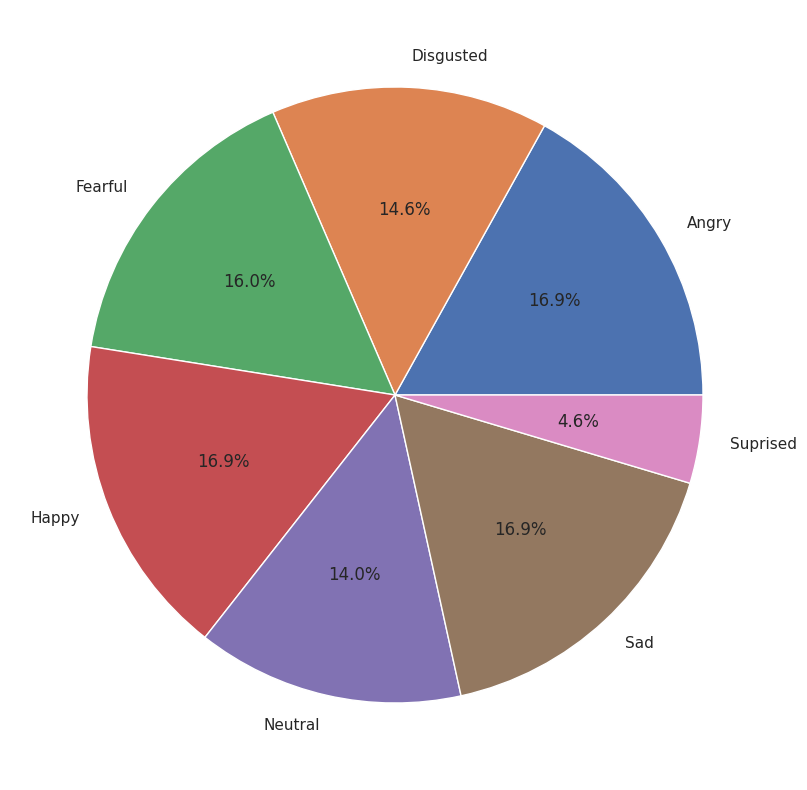 Disgusted
Fearful
Angry
14.6%
16.0%
16.9%
4.6%
Suprised
16.9%
Happy
16.9%
14.0%
Sad
Neutral